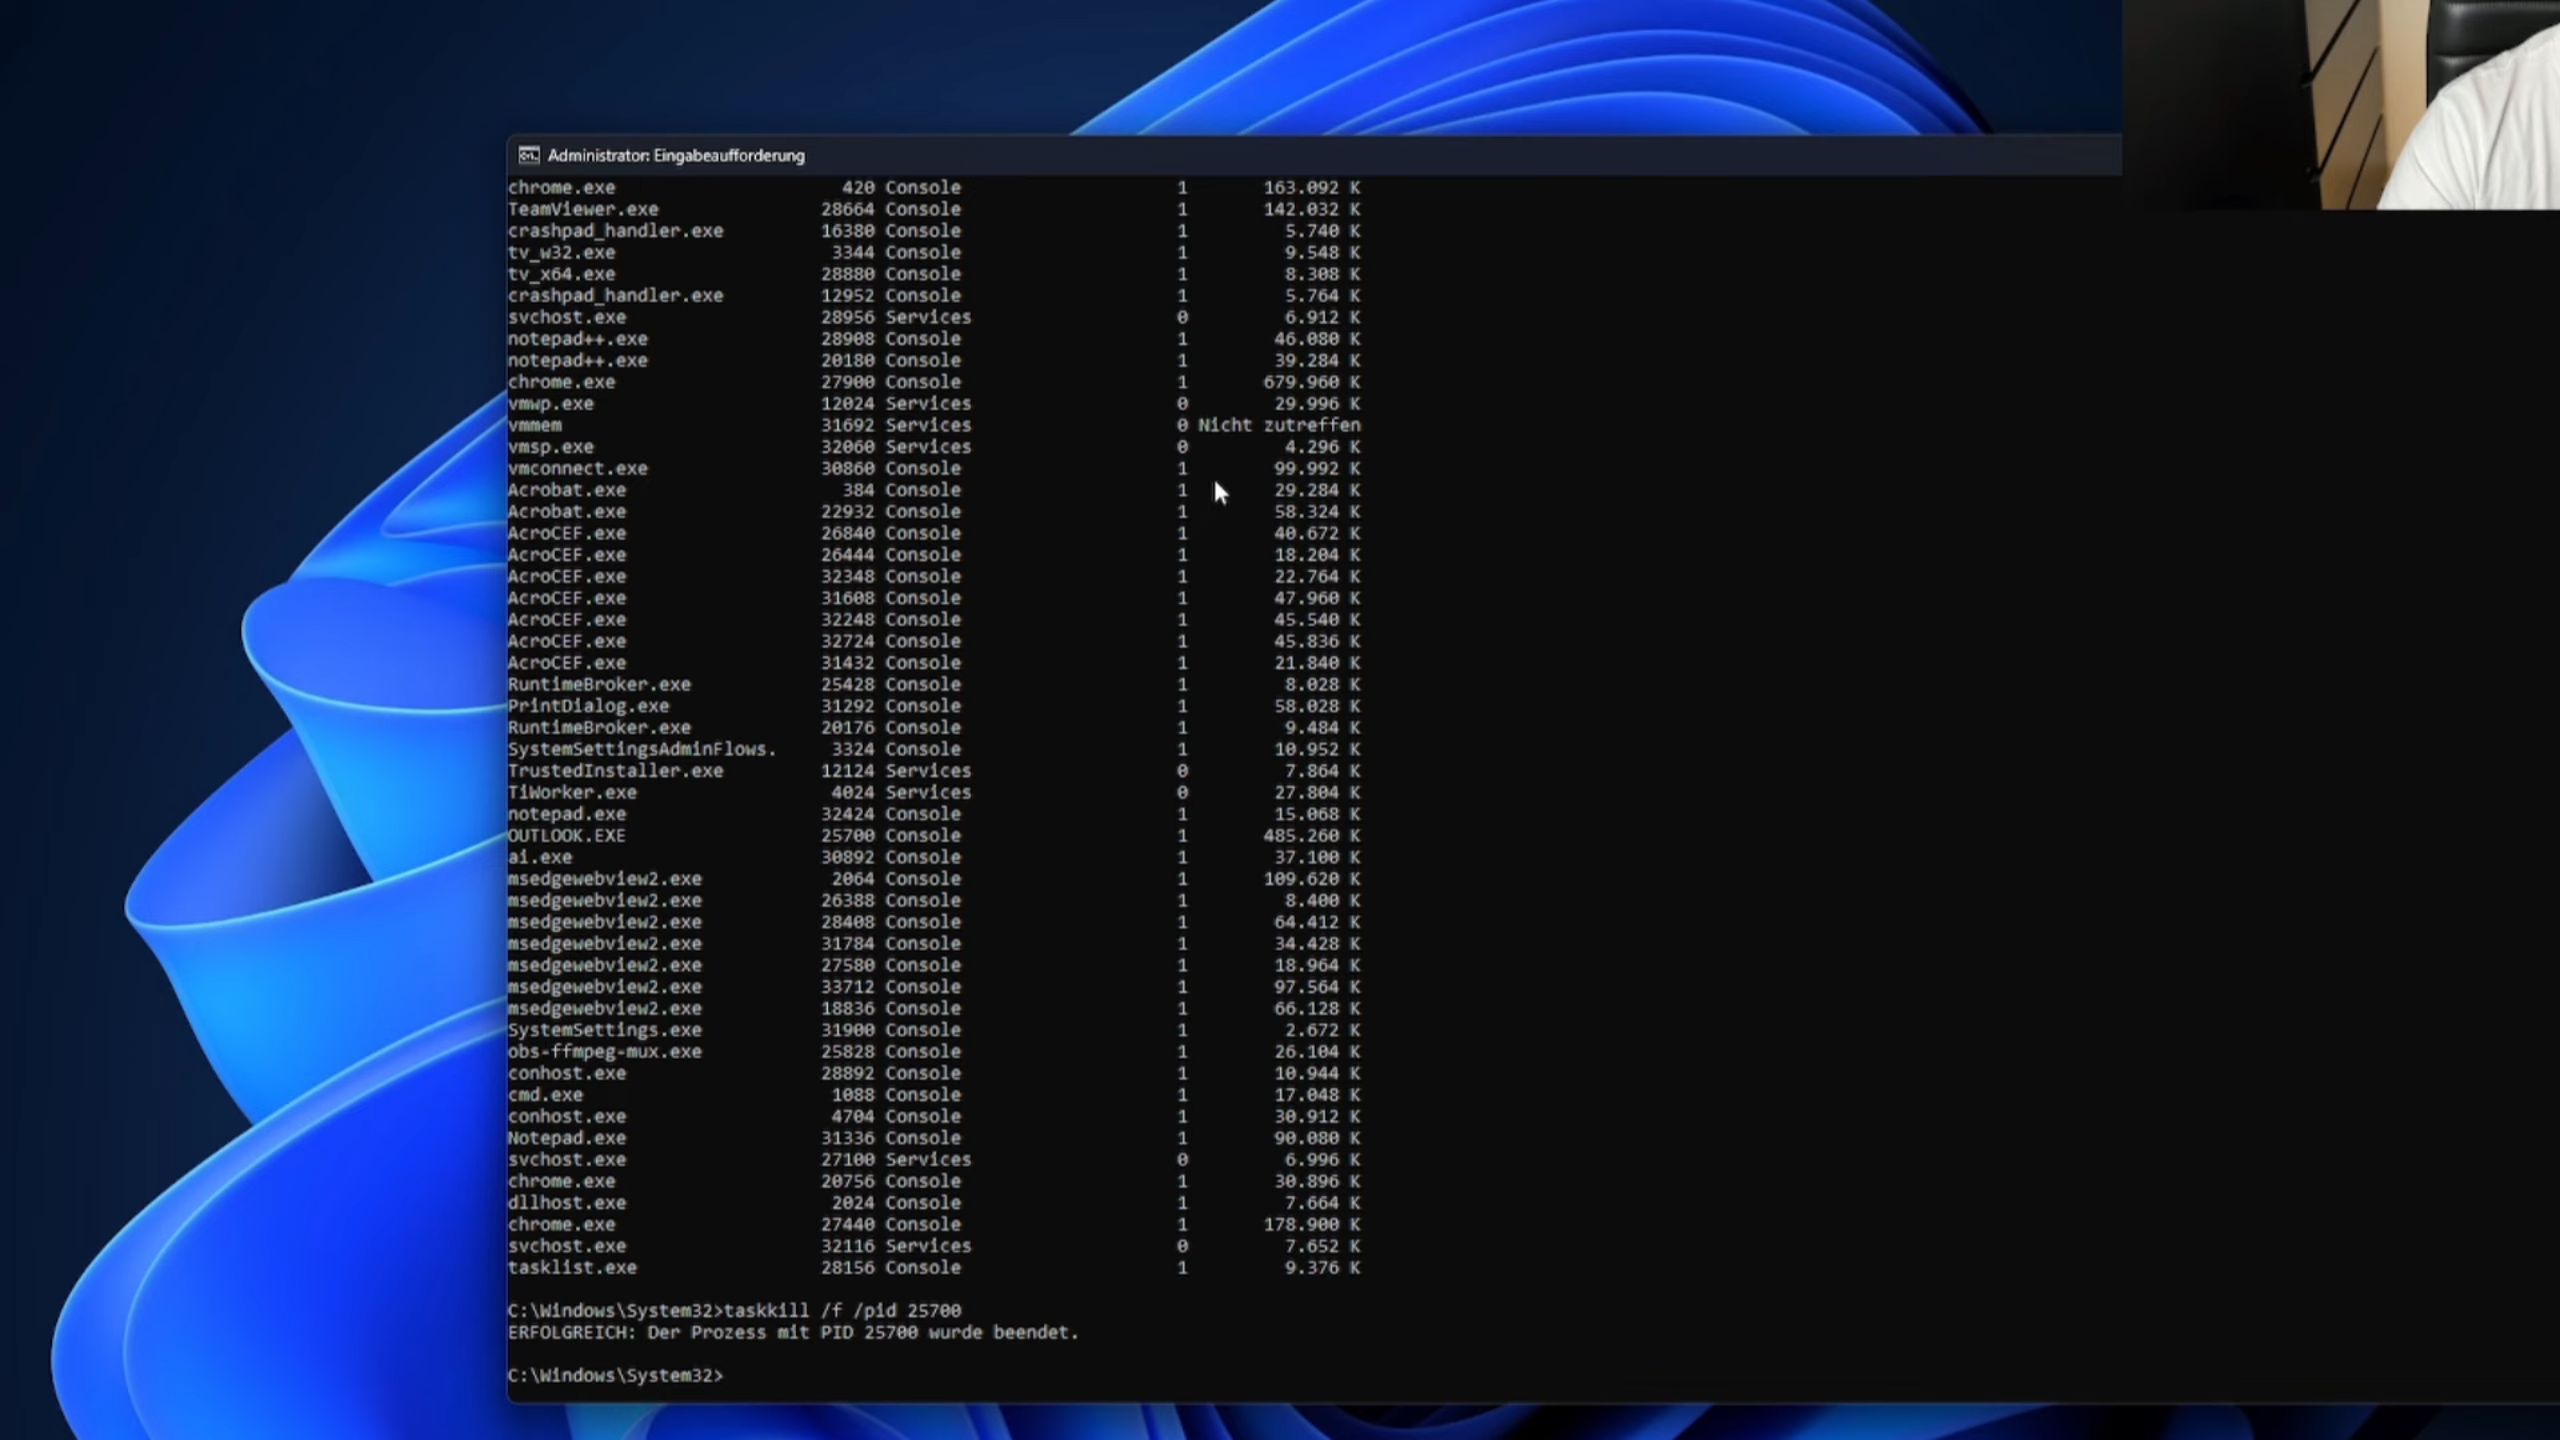 Administrator: Eingabeaufforderung
chrome.exe 420 Console 1 163.092 K
TeamViewer.exe 28664 Console 1 142.032 K
crashpad_handler.exe 16380 Console 1 5.740 K
tv_w32.exe 3344 Console 1 9.548 K
tv_x64.exe 28880 Console 1 8.308 K
crashpad_handler.exe 12952 Console 1 5.764 K
svchost.exe 28956 Services 0 6.912 K
notepad++.exe 28908 Console 1 46.080 K
notepad++.exe 20180 Console 1 39.284 K
chrome.exe 27900 Console 1 679.960 K
vmwp.exe 12024 Services 0 29.996 K
vmmem 31692 Services 0 Nicht zutreffen
vmsp.exe 32060 Services 0 4.296 K
vmconnect.exe 30860 Console 1 99.992 K
Acrobat.exe 384 Console 1 29.284 K
Acrobat.exe 22932 Console 1 58.324 K
AcroCEF.exe 26840 Console 1 40.672 K
AcroCEF.exe 26444 Console 1 18.204 K
AcroCEF.exe 32348 Console 1 22.764 K
AcroCEF.exe 31608 Console 1 47.960 K
AcroCEF.exe 32248 Console 1 45.540 K
AcroCEF.exe 32724 Console 1 45.836 K
AcroCEF.exe 31432 Console 1 21.840 K
RuntimeBroker.exe 25428 Console 1 8.028 K
PrintDialog.exe 31292 Console 1 58.028 K
RuntimeBroker.exe 20176 Console 1 9.484 K
SystemSettingsAdminFlows. 3324 Console 1 10.952 K
TrustedInstaller.exe 12124 Services 0 7.864 K
TiWorker.exe 4024 Services 0 27.804 K
notepad.exe 32424 Console 1 15.068 K
OUTLOOK.EXE 25700 Console 1 485.260 K
ai.exe 30892 Console 1 37.100 K
msedgewebview2.exe 2064 Console 1 109.620 K
msedgewebview2.exe 26388 Console 1 8.400 K
msedgewebview2.exe 28408 Console 1 64.412 K
msedgewebview2.exe 31784 Console 1 34.428 K
msedgewebview2.exe 27580 Console 1 18.964 K
msedgewebview2.exe 33712 Console 1 97.564 K
msedgewebview2.exe 18836 Console 1 66.128 K
SystemSettings.exe 31900 Console 1 2.672 K
obs-ffmpeg-mux.exe 25828 Console 1 26.104 K
conhost.exe 28892 Console 1 10.944 K
cmd.exe 1088 Console 1 17.048 K
conhost.exe 4704 Console 1 30.912 K
Notepad.exe 31336 Console 1 90.080 K
svchost.exe 27100 Services 0 6.996 K
chrome.exe 20756 Console 1 30.896 K
dllhost.exe 2024 Console 1 7.664 K
chrome.exe 27440 Console 1 178.900 K
svchost.exe 32116 Services 0 7.652 K
tasklist.exe 28156 Console 1 9.376 K
C:\Windows\System32>taskkill /f /pid 25700
ERFOLGREICH: Der Prozess mit PID 25700 wurde beendet.
C:\Windows\System32>